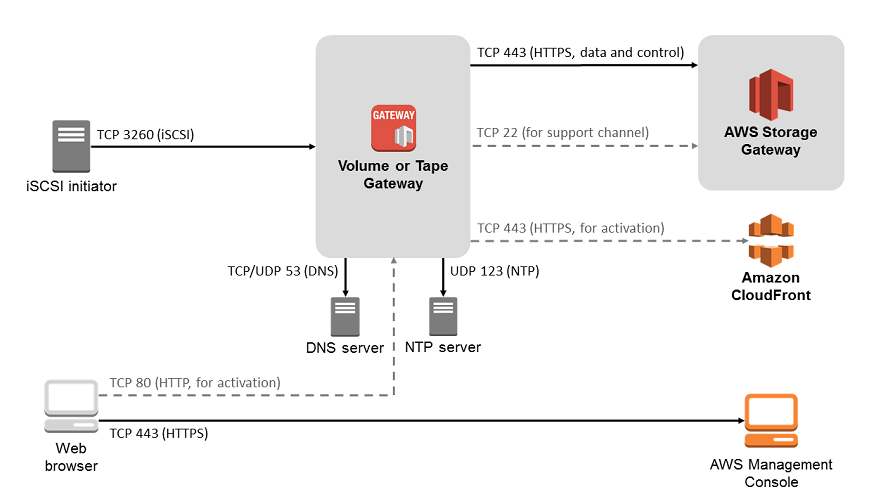 TCP 443 (HTTPS, data and control)
GATEWAY
TCP 3260 (iSCSI)
TCP 22 (for support channel)
AWS Storage
Gateway
Volume or Tape
Gateway
iSCSI initiator
TCP 443 (HTTPS, for activation)
TCP/UDP 53 (DNS)
UDP 123 (NTP)
Amazon
CloudFront
DNS server
NTP server
TCP 80 (HTTP, for activation)
TCP 443 (HTTPS)
Web
browser
AWS Management
Console